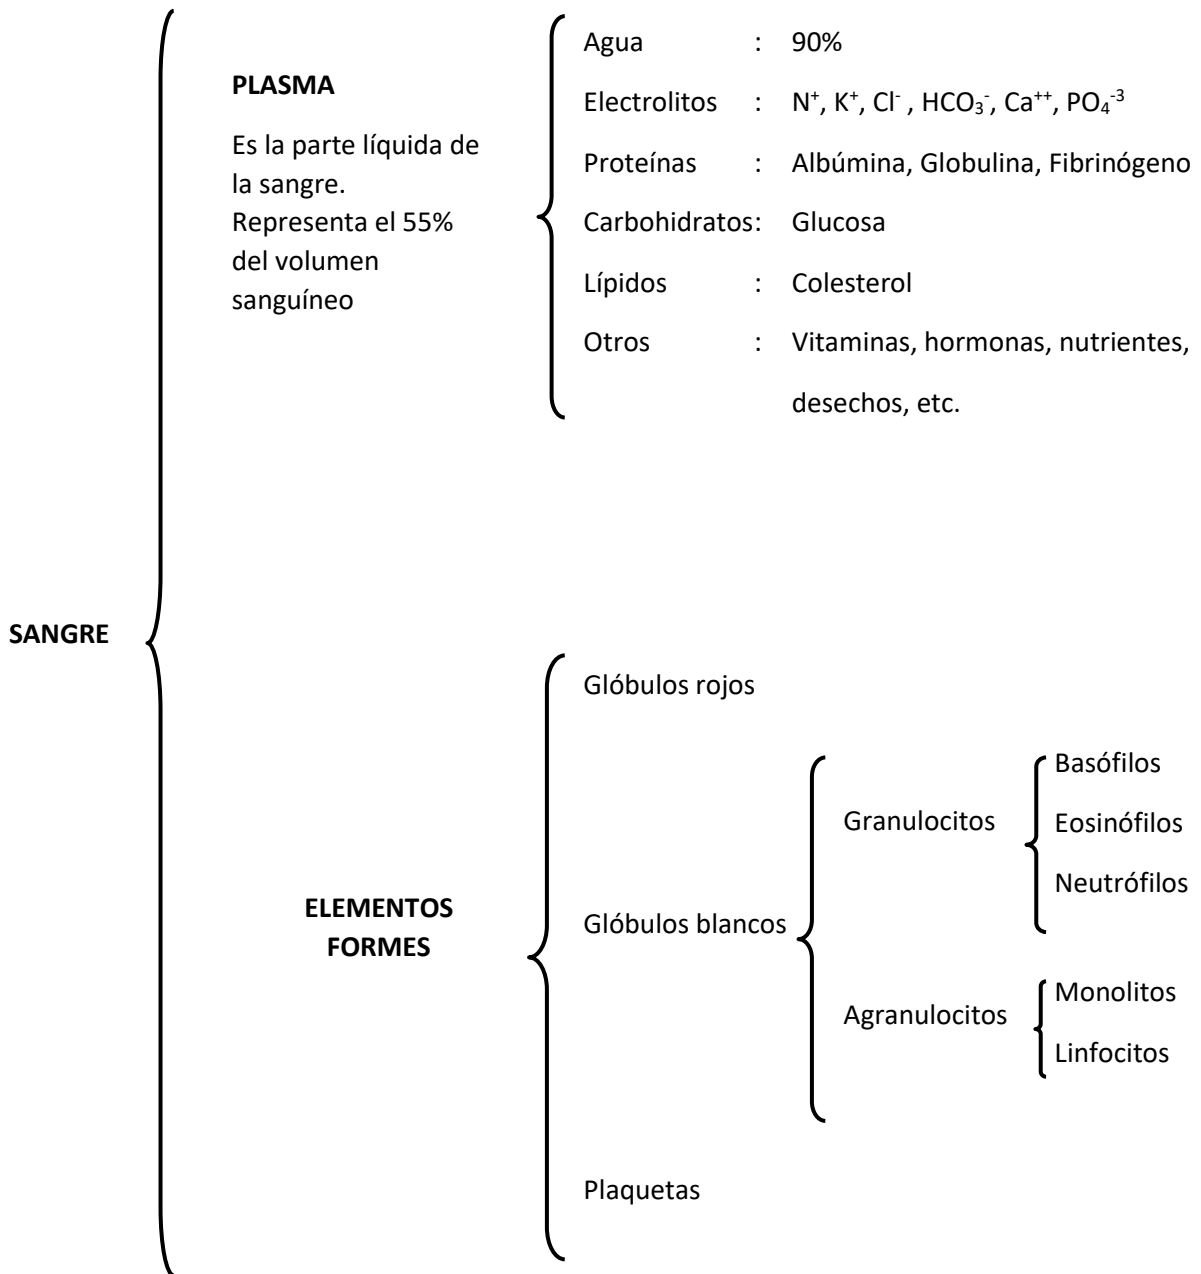 SANGRE
PLASMA
Es la parte líquida de
la sangre.
Representa el 55%
del volumen
sanguíneo
Agua : 90%
Electrolitos : N⁺, K⁺, Cl⁻ , HCO₃⁻, Ca⁺⁺, PO₄⁻³
Proteínas : Albúmina, Globulina, Fibrinógeno
Carbohidratos: Glucosa
Lípidos : Colesterol
Otros : Vitaminas, hormonas, nutrientes,
desechos, etc.
ELEMENTOS
FORMES
Glóbulos rojos
Glóbulos blancos
Granulocitos
Basófilos
Eosinófilos
Neutrófilos
Agranulocitos
Monolitos
Linfocitos
Plaquetas